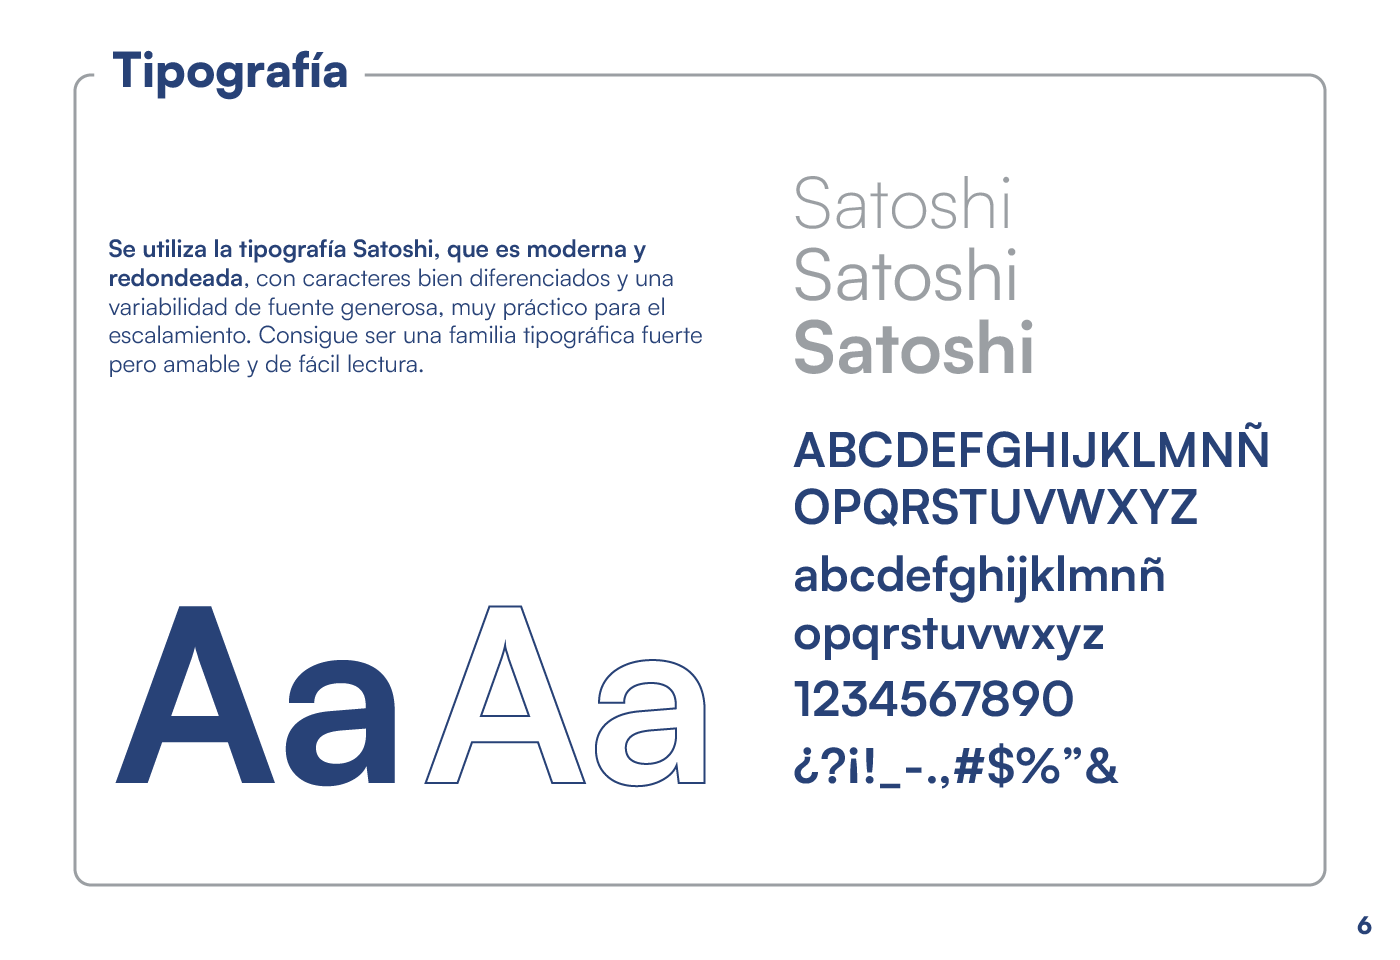 Tipografía
Se utiliza la tipografía Satoshi, que es moderna y
redondeada, con caracteres bien diferenciados y una
variabilidad de fuente generosa, muy práctico para el
escalamiento. Consigue ser una familia tipográfica fuerte
pero amable y de fácil lectura.
Aa Aa
Satoshi
Satoshi
Satoshi
ABCDEFGHIJKLMNÑ
OPQRSTUVWXYZ
abcdefghijklmnñ
opqrstuvwxyz
1234567890
¿?¡!_-.,#$%”&
6